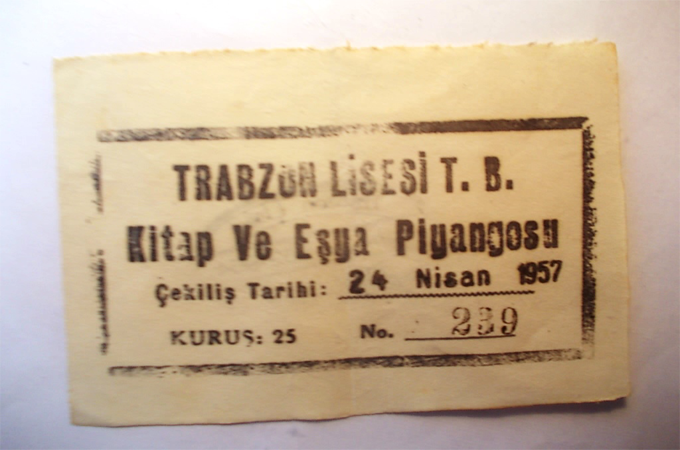 TRABZON LİSESİ T. B.
Kitap Ve Eşya Piyangosu
Çekiliş Tarihi: 24 Nisan 1957
KURUŞ: 25 No. 239